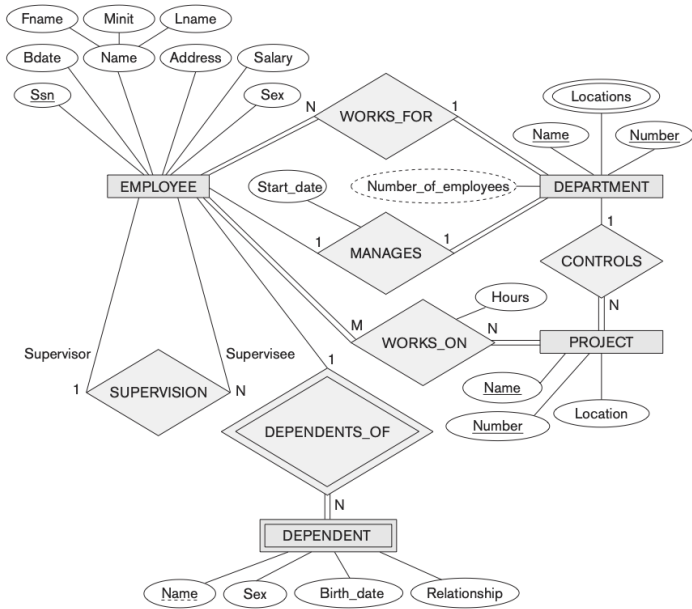 Fname
Minit
Lname
Bdate
Name
Address
Salary
Ssn
Sex
N
WORKS_FOR
1
Locations
Name
Number
EMPLOYEE
Start_date
Number_of_employees
DEPARTMENT
1
MANAGES
1
1
CONTROLS
N
Hours
M
WORKS_ON
N
PROJECT
Supervisor
Supervisee
1
SUPERVISION
N
1
Name
Number
Location
DEPENDENTS_OF
N
DEPENDENT
Name
Sex
Birth_date
Relationship